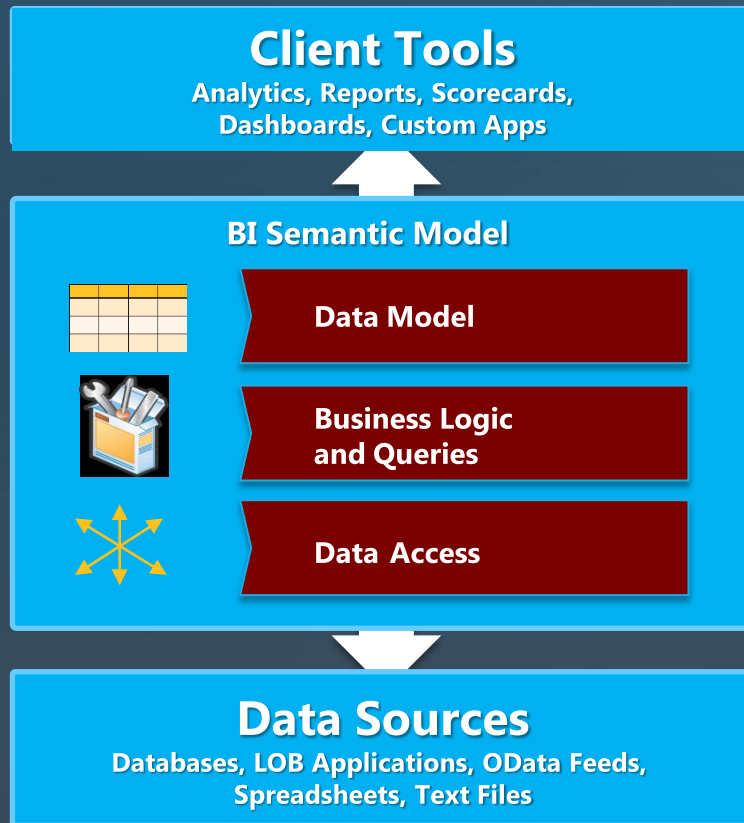 Client Tools
Analytics, Reports, Scorecards,
Dashboards, Custom Apps
BI Semantic Model
Data Model
Business Logic
and Queries
Data Access
Data Sources
Databases, LOB Applications, OData Feeds,
Spreadsheets, Text Files